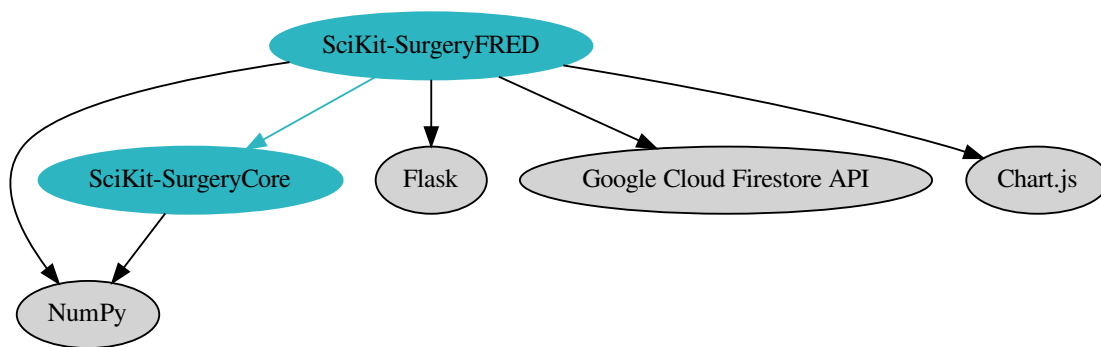 SciKit-SurgeryFRED
SciKit-SurgeryCore
Flask
Google Cloud Firestore API
Chart.js
NumPy